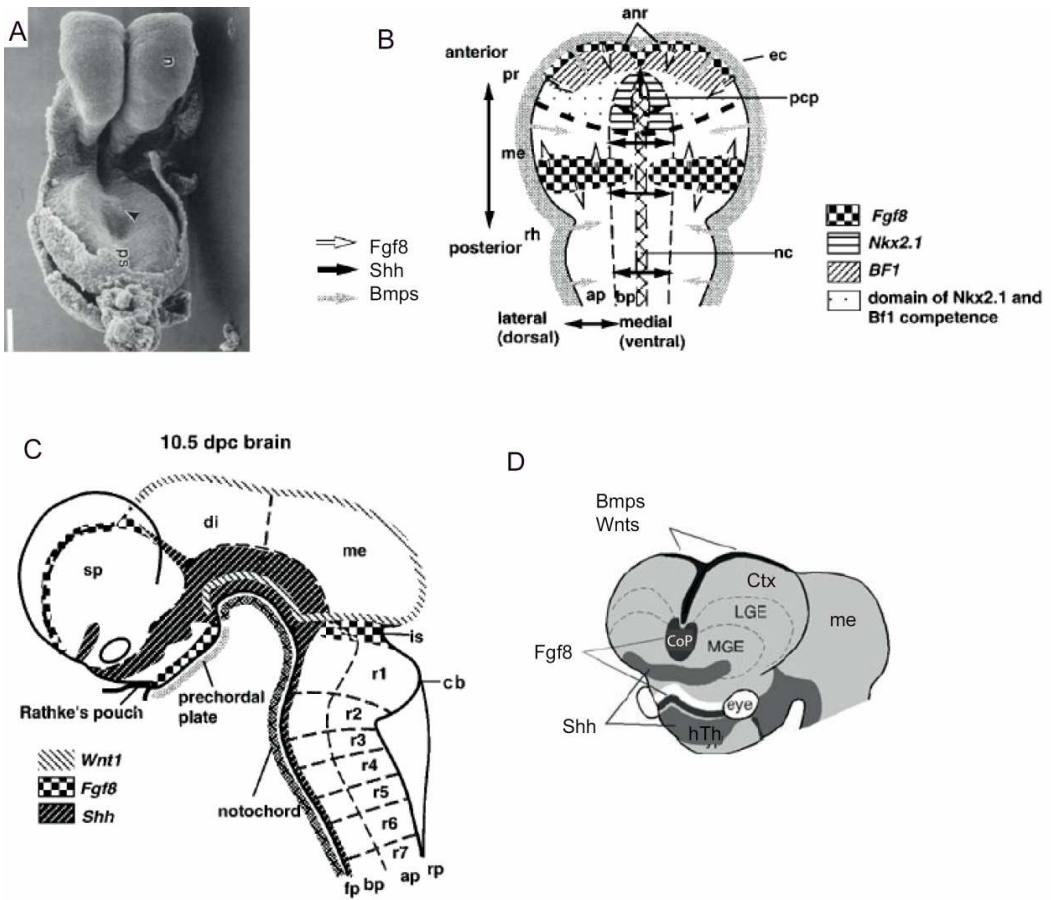 A
n
ps
B
anr
anterior
pr
ec
pcp
me
posterior
rh
nc
ap bp
lateral
(dorsal)
medial
(ventral)
Fgf8
Shh
Bmps
Fgf8
Nkx2.1
BF1
domain of Nkx2.1 and
Bf1 competence
C
10.5 dpc brain
di
me
sp
is
r1
cb
Rathke's pouch
prechordal
plate
r2
r3
r4
r5
r6
r7
notochord
fp bp ap rp
Wnt1
Fgf8
Shh
D
Bmps
Wnts
Ctx
LGE
me
CoP
MGE
Fgf8
eye
Shh
hTh